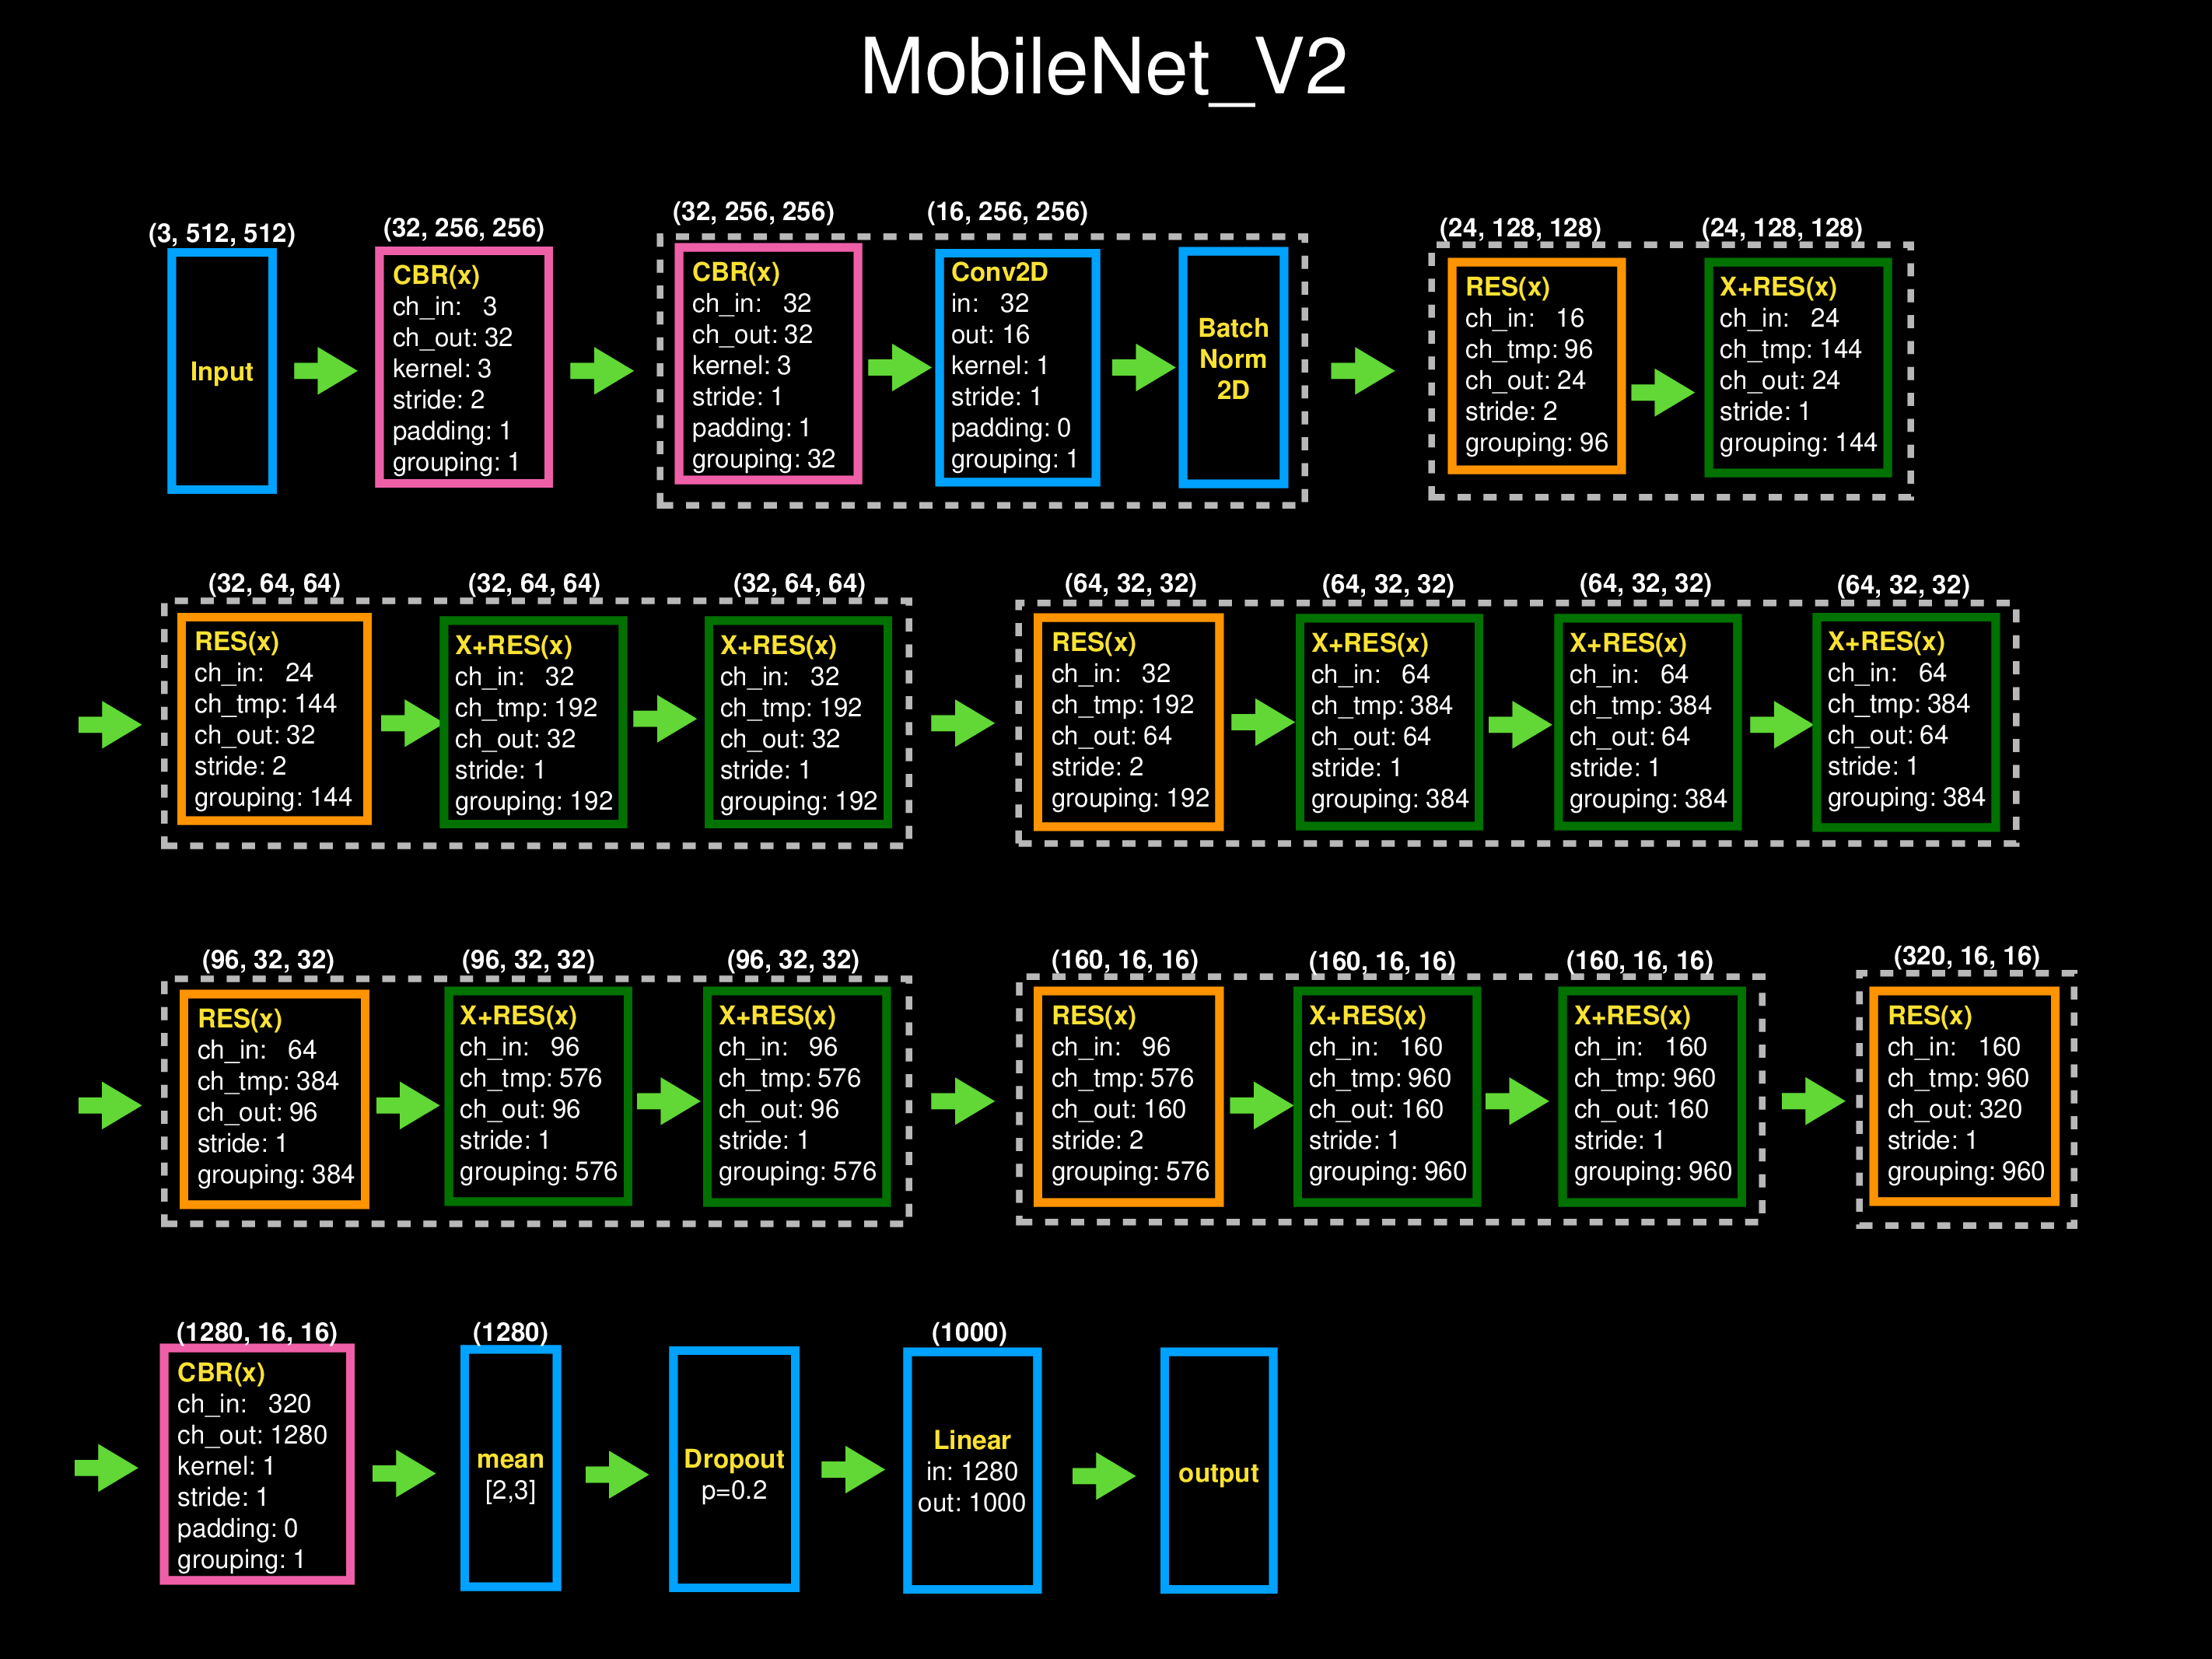 MobileNet_V2
(3, 512, 512)
Input
(32, 256, 256)
CBR(x)
ch_in: 3
ch_out: 32
kernel: 3
stride: 2
padding: 1
grouping: 1
(32, 256, 256)
CBR(x)
ch_in: 32
ch_out: 32
kernel: 3
stride: 1
padding: 1
grouping: 32
(16, 256, 256)
Conv2D
in: 32
out: 16
kernel: 1
stride: 1
padding: 0
grouping: 1
Batch
Norm
2D
(24, 128, 128)
RES(x)
ch_in: 16
ch_tmp: 96
ch_out: 24
stride: 2
grouping: 96
(24, 128, 128)
X+RES(x)
ch_in: 24
ch_tmp: 144
ch_out: 24
stride: 1
grouping: 144
(32, 64, 64)
RES(x)
ch_in: 24
ch_tmp: 144
ch_out: 32
stride: 2
grouping: 144
(32, 64, 64)
X+RES(x)
ch_in: 32
ch_tmp: 192
ch_out: 32
stride: 1
grouping: 192
(32, 64, 64)
X+RES(x)
ch_in: 32
ch_tmp: 192
ch_out: 32
stride: 1
grouping: 192
(64, 32, 32)
RES(x)
ch_in: 32
ch_tmp: 192
ch_out: 64
stride: 2
grouping: 192
(64, 32, 32)
X+RES(x)
ch_in: 64
ch_tmp: 384
ch_out: 64
stride: 1
grouping: 384
(64, 32, 32)
X+RES(x)
ch_in: 64
ch_tmp: 384
ch_out: 64
stride: 1
grouping: 384
(64, 32, 32)
X+RES(x)
ch_in: 64
ch_tmp: 384
ch_out: 64
stride: 1
grouping: 384
(96, 32, 32)
RES(x)
ch_in: 64
ch_tmp: 384
ch_out: 96
stride: 1
grouping: 384
(96, 32, 32)
X+RES(x)
ch_in: 96
ch_tmp: 576
ch_out: 96
stride: 1
grouping: 576
(96, 32, 32)
X+RES(x)
ch_in: 96
ch_tmp: 576
ch_out: 96
stride: 1
grouping: 576
(160, 16, 16)
RES(x)
ch_in: 96
ch_tmp: 576
ch_out: 160
stride: 2
grouping: 576
(160, 16, 16)
X+RES(x)
ch_in: 160
ch_tmp: 960
ch_out: 160
stride: 1
grouping: 960
(160, 16, 16)
X+RES(x)
ch_in: 160
ch_tmp: 960
ch_out: 160
stride: 1
grouping: 960
(320, 16, 16)
RES(x)
ch_in: 160
ch_tmp: 960
ch_out: 320
stride: 1
grouping: 960
(1280, 16, 16)
CBR(x)
ch_in: 320
ch_out: 1280
kernel: 1
stride: 1
padding: 0
grouping: 1
(1280)
mean
[2,3]
Dropout
p=0.2
(1000)
Linear
in: 1280
out: 1000
output